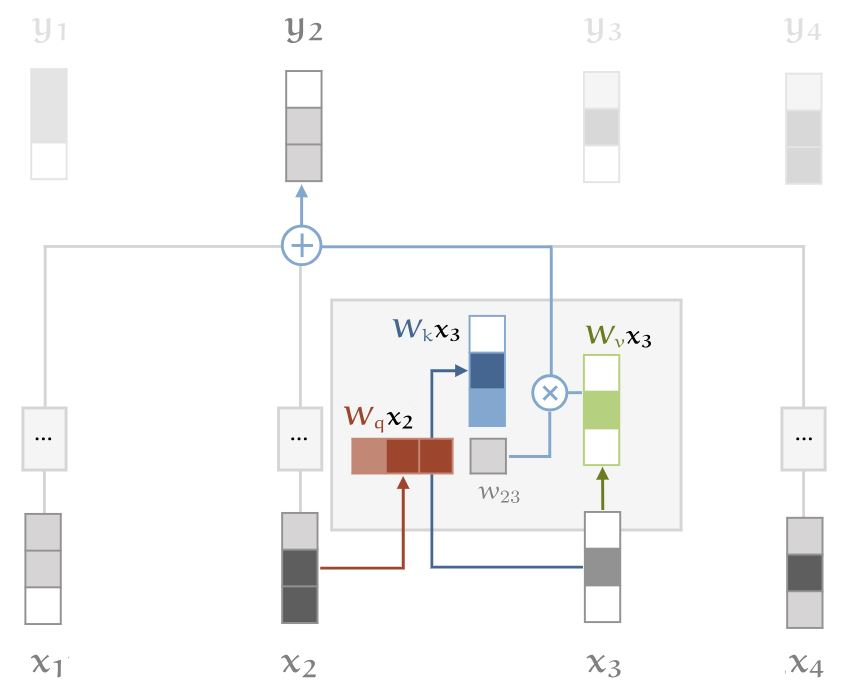 y1 y2 y3 y4
Wkx3
Wvx3
Wqx2
... ... ...
w23
x1 x2 x3 x4